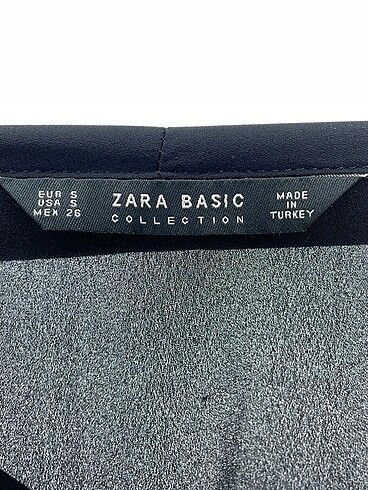 EUR S
USA S
MEX 26
ZARA BASIC
COLLECTION
MADE
IN
TURKEY